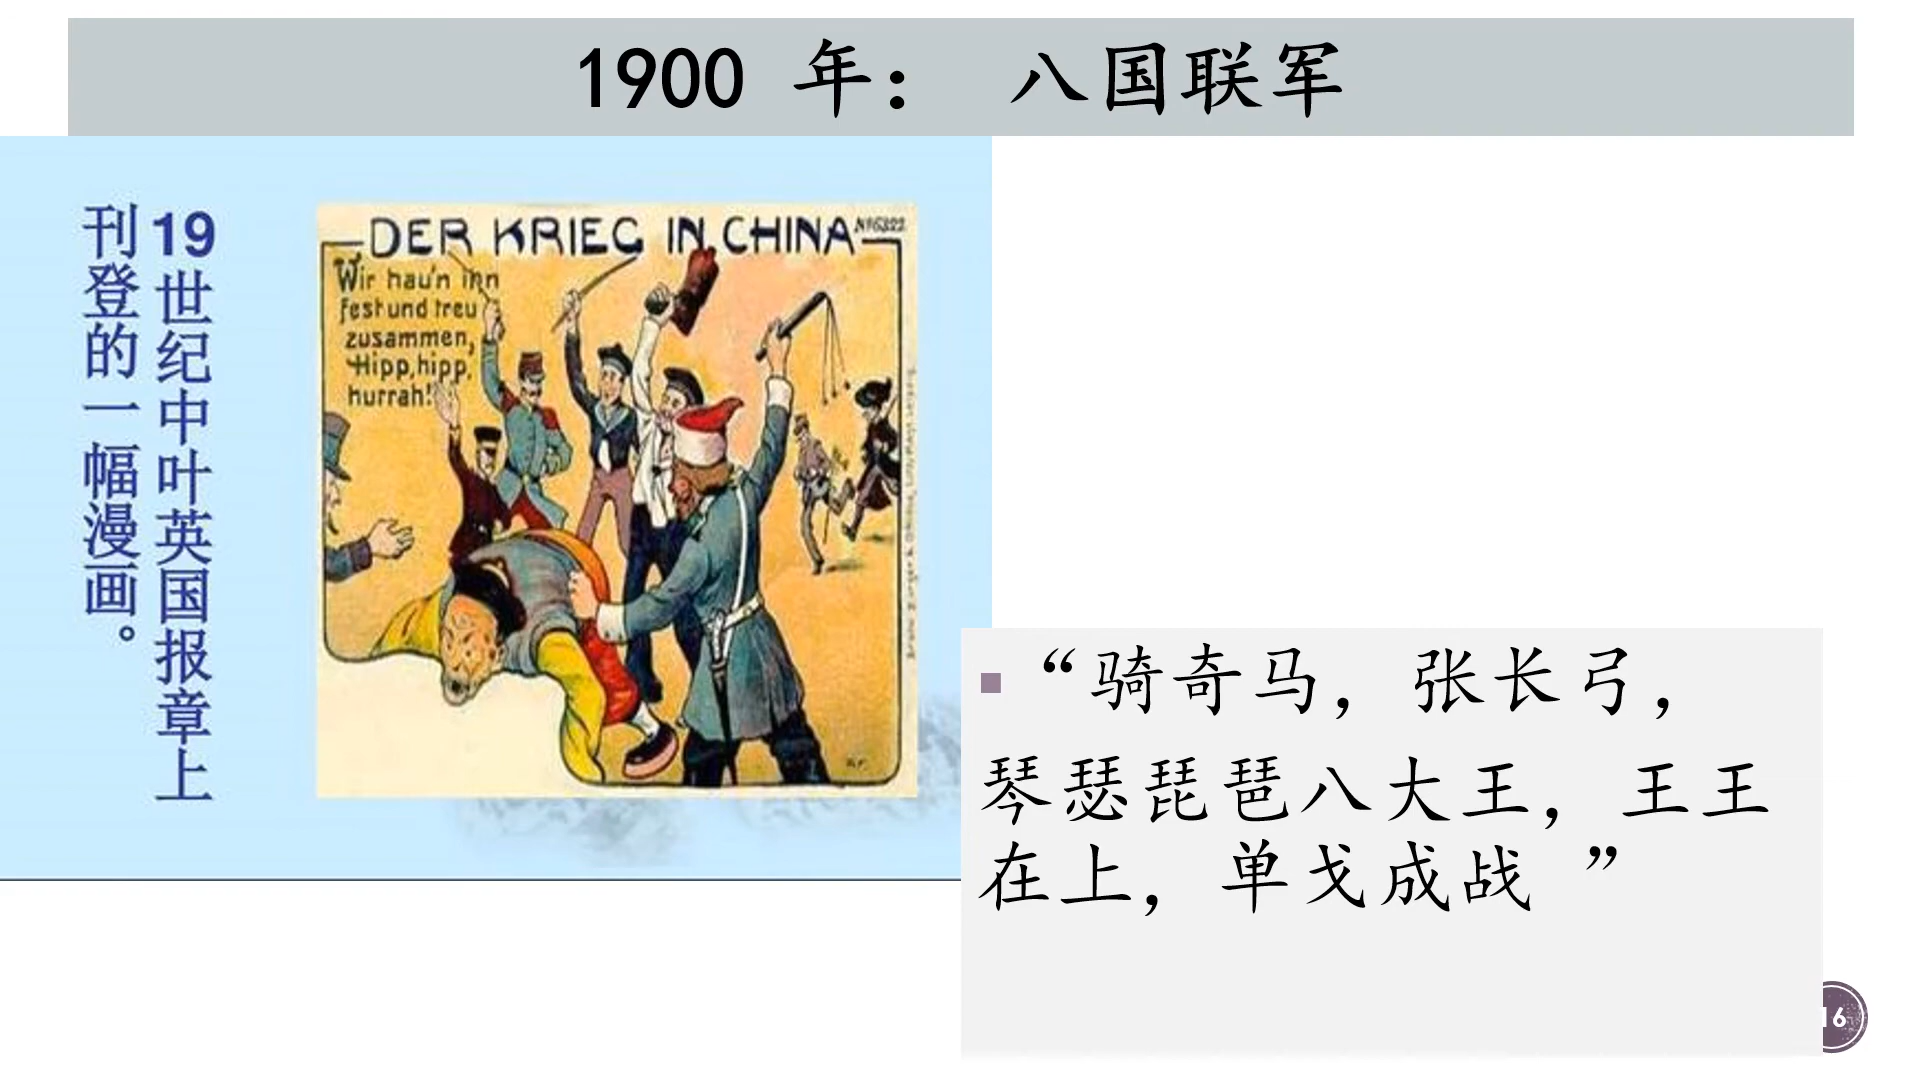 1900 年： 八国联军
19世纪中叶英国报章上
刊登的一幅漫画。
DER KRIEG IN CHINA
Nº6322
Wir hau'n ihn
fest und treu
zusammen,
Hipp, hipp,
hurrah!
“骑奇马，张长弓，
琴瑟琵琶八大王，王王
在上，单戈成战 ”
16